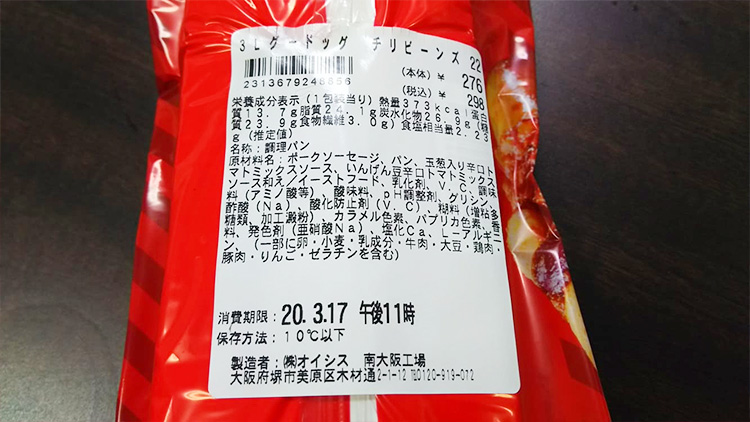 3Lグードッグ チリビーンズ 22
(本体) ¥ 276
2313679248656
(税込) ¥ 298
栄養成分表示(1包装当り)熱量373kcal蛋白
質13.7g脂質24.1g炭水化物26.9g(糖
質23.9g食物繊維3.0g)食塩相当量2.23
g(推定値)
名称:調理パン
原材料名:ポークソーセージ、パン、玉葱入り辛口ト
マトミックスソース、いんげん豆辛口トマトミックス
ソース和え/イーストフード、乳化剤、V.C、調味
料(アミノ酸等)、酸味料、pH調整剤、グリシン、
酢酸(Na)、酸化防止剤(V.C)、糊料(増粘多
糖類、加工澱粉)、カラメル色素、パプリカ色素、香
料、発色剤(亜硝酸Na)、塩化Ca、L-アルギニ
ン、(一部に卵・小麦・乳成分・牛肉・大豆・鶏肉・
豚肉・りんご・ゼラチンを含む)
消費期限:20.3.17 午後11時
保存方法:10℃以下
製造者:㈱オイシス 南大阪工場
大阪府堺市美原区木材通2-1-12 ℡0120-919-012